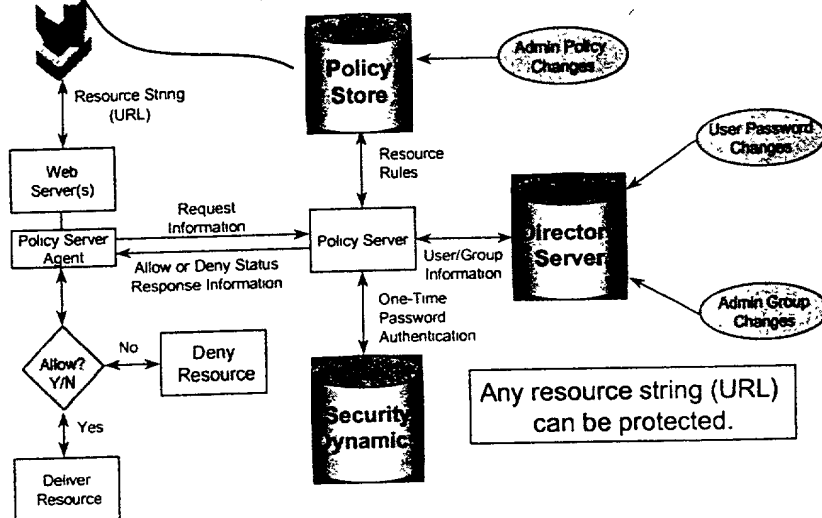 Policy
Store
Admin Policy
Changes
Resource String
(URL)
User Password
Changes
Web
Server(s)
Resource
Rules
Request
Information
Policy Server
Agent
Policy Server
Allow or Deny Status
Response Information
User/Group
Information
Director
Server
One-Time
Password
Authentication
Admin Group
Changes
Allow?
Y/N
No
Deny
Resource
Yes
Security
Dynamic
Any resource string (URL)
can be protected.
Deliver
Resource